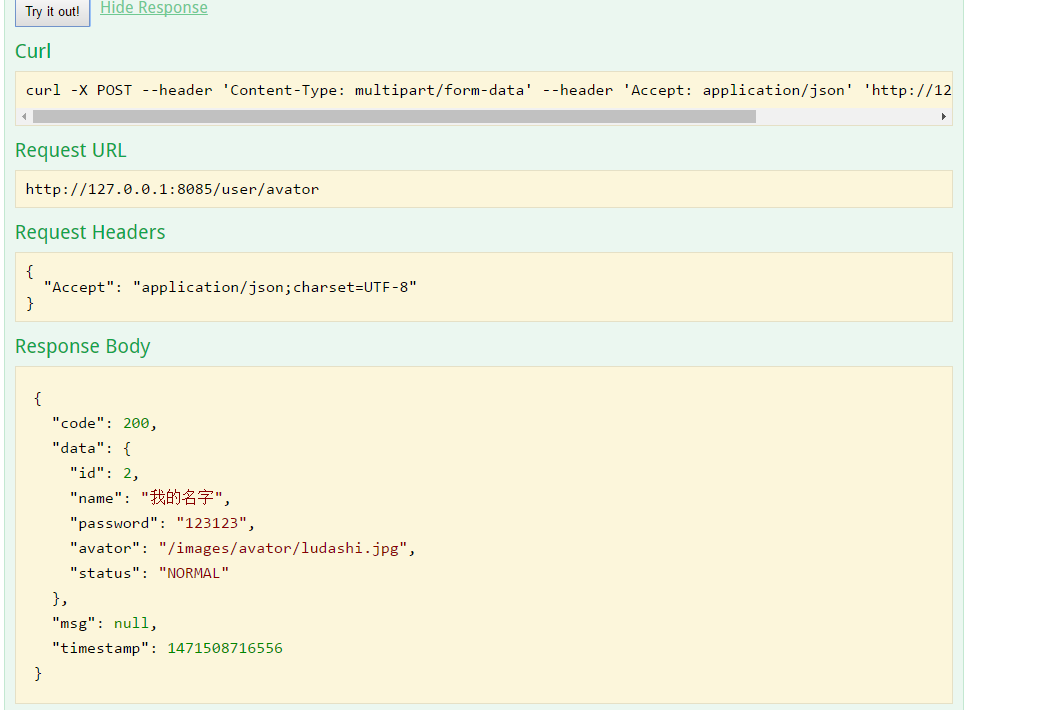 Try it out!
Hide Response
Curl
curl -X POST --header 'Content-Type: multipart/form-data' --header 'Accept: application/json' 'http://12
Request URL
http://127.0.0.1:8085/user/avator
Request Headers
{
  "Accept": "application/json;charset=UTF-8"
}
Response Body
{
  "code": 200,
  "data": {
    "id": 2,
    "name": "我的名字",
    "password": "123123",
    "avator": "/images/avator/ludashi.jpg",
    "status": "NORMAL"
  },
  "msg": null,
  "timestamp": 1471508716556
}